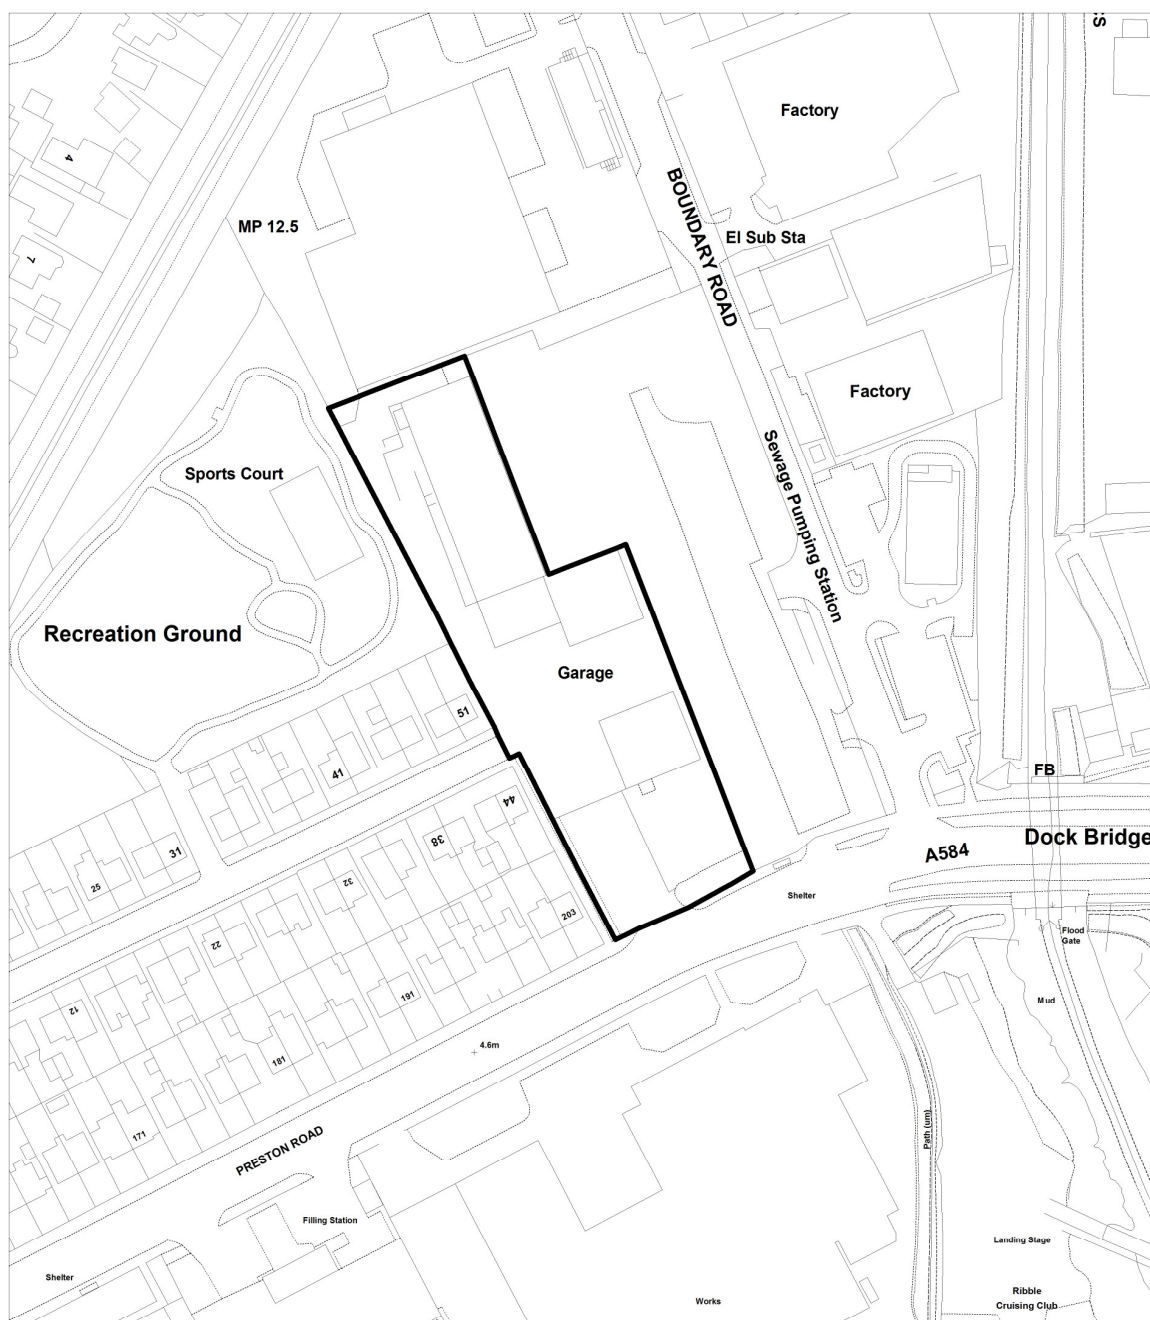 SS
Factory
4
BOUNDARY ROAD
MP 12.5
El Sub Sta
7
Factory
Sports Court
Sewage Pumping Station
Recreation Ground
Garage
51
41
FB
44
38
Dock Bridge
31
A584
25
32
Shelter
203
22
Flood
Gate
191
12
Mud
4.6m
181
171
Path (um)
PRESTON ROAD
Filling Station
Landing Stage
Shelter
Works
Ribble
Cruising Club